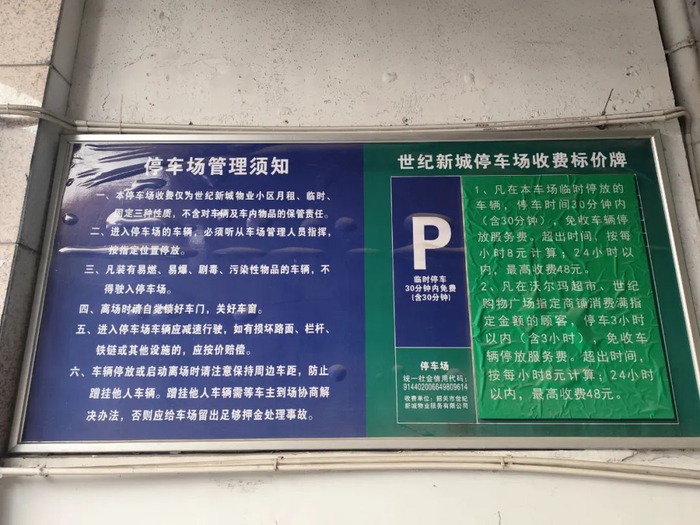 停车场管理须知
一、本停车场收费仅为世纪新城物业小区月租、临时、
固定三种性质，不含对车辆及车内物品的保管责任。
二、进入停车场的车辆，必须听从车场管理人员指挥，
按指定位置停放。
三、凡装有易燃、易爆、剧毒、污染性物品的车辆，不
得驶入停车场。
四、离场时请自觉锁好车门，关好车窗。
五、进入停车场车辆应减速行驶，如有损坏路面、栏杆、
铁链或其他设施的，应按价赔偿。
六、车辆停放或启动离场时请注意保持周边车距，防止
蹭挂他人车辆。蹭挂他人车辆需等车主到场协商解
决办法，否则应给车场留出足够押金处理事故。
世纪新城停车场收费标价牌
P
临时停车
30分钟内免费
(含30分钟)
停车场
统一社会信用代码：
914402006649809614
收费单位：韶关市世纪
新城物业服务有限公司
1、凡在本车场临时停放的
车辆，停车时间30分钟内
（含30分钟），免收车辆停
放服务费，超出时间，按每
小时8元计算；24小时以
内，最高收费48元。
2、凡在沃尔玛超市、世纪
购物广场指定商铺消费满指
定金额的顾客，停车3小时
以内（含3小时），免收车
辆停放服务费。超出时间，
按每小时8元计算；24小时
以内，最高收费48元。